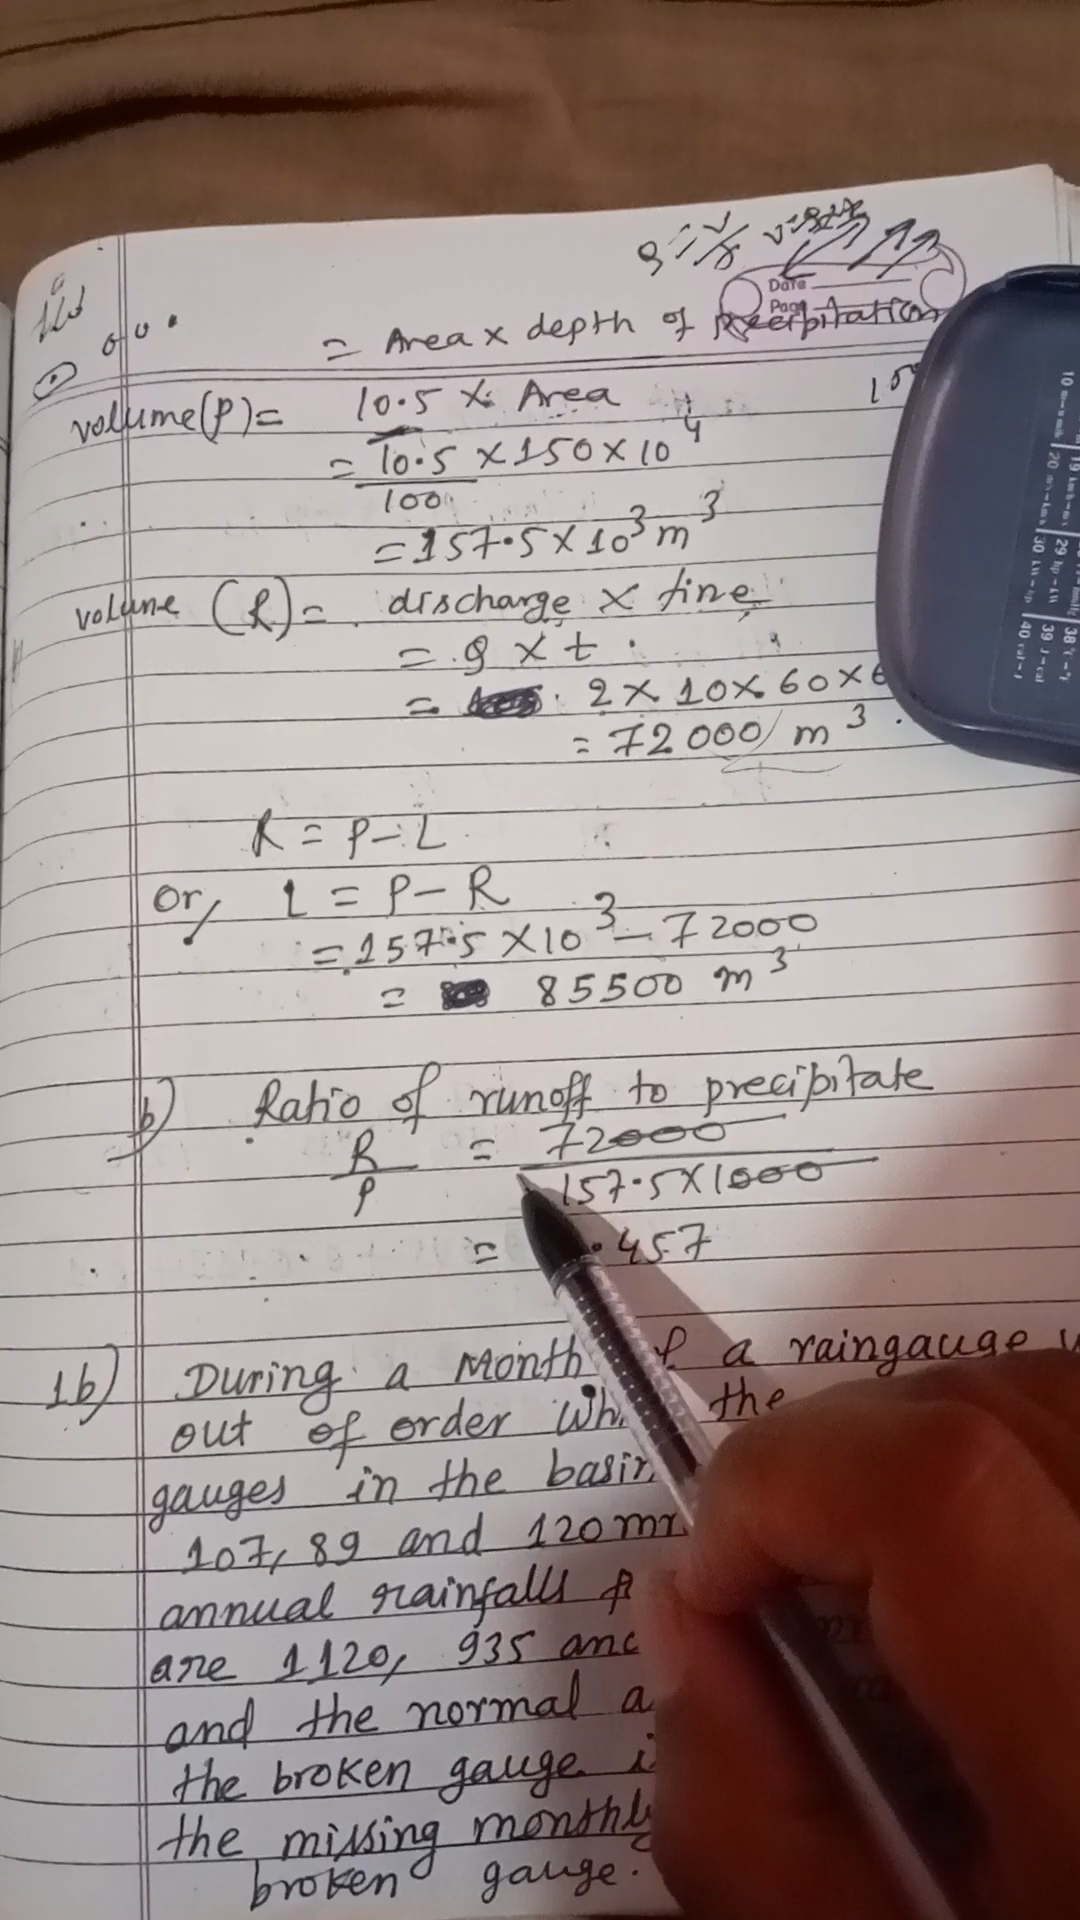 Date
Page
= Area x depth of precipitation
volume(P)= 10.5 x Area
= 10.5 x 150 x 10^4
100
= 157.5 x 10^3 m^3
volume (R) = discharge x time
= Q x t
= 2 x 10 x 60 x 6
= 72000 m^3
R = P - L
or, L = P - R
= 157.5 x 10^3 - 72000
= 85500 m^3
b) Ratio of runoff to precipitate
R = 72000
P 157.5 x 1000
= .457
1b) During a Month of a raingauge
out of order the
gauges in the basin
107, 89 and 120
annual rainfalls
are 1120, 935
and the normal a
the broken gauge
the missing monthly
broken gauge.